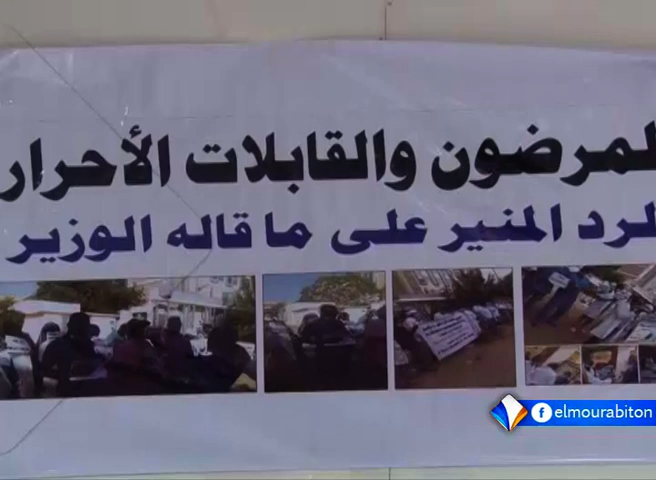 لمرضون والقابلات الأحرار
لرد المنير على ما قاله الوزير
elmourabiton